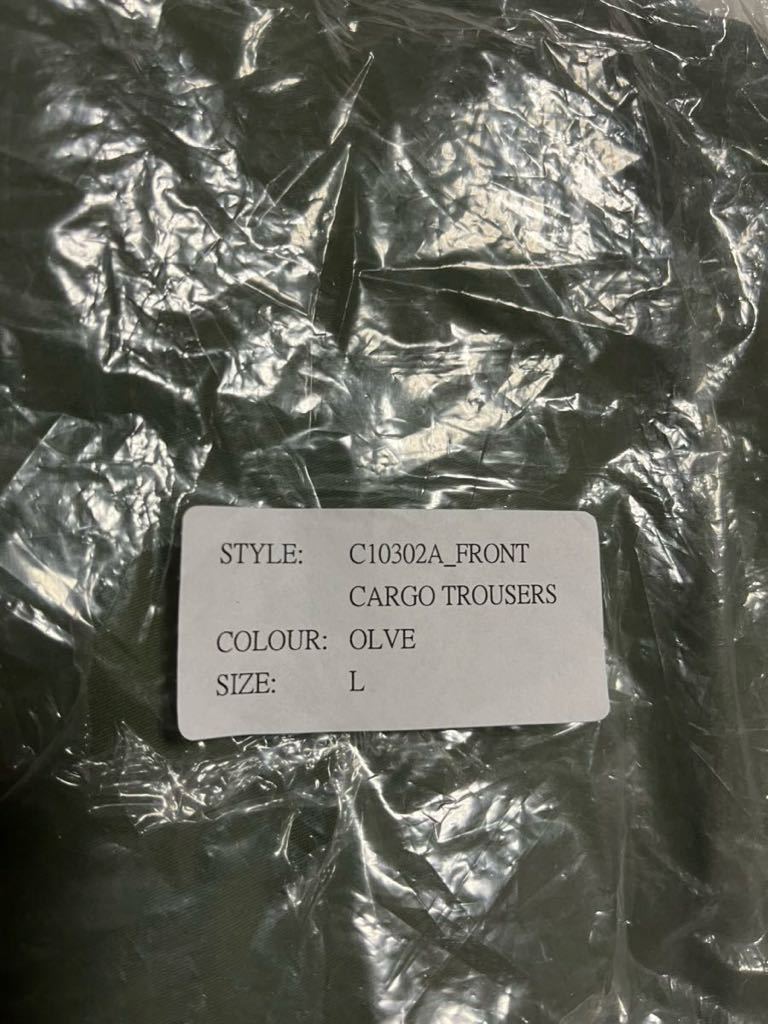 STYLE: C10302A_FRONT
CARGO TROUSERS
COLOUR: OLVE
SIZE: L